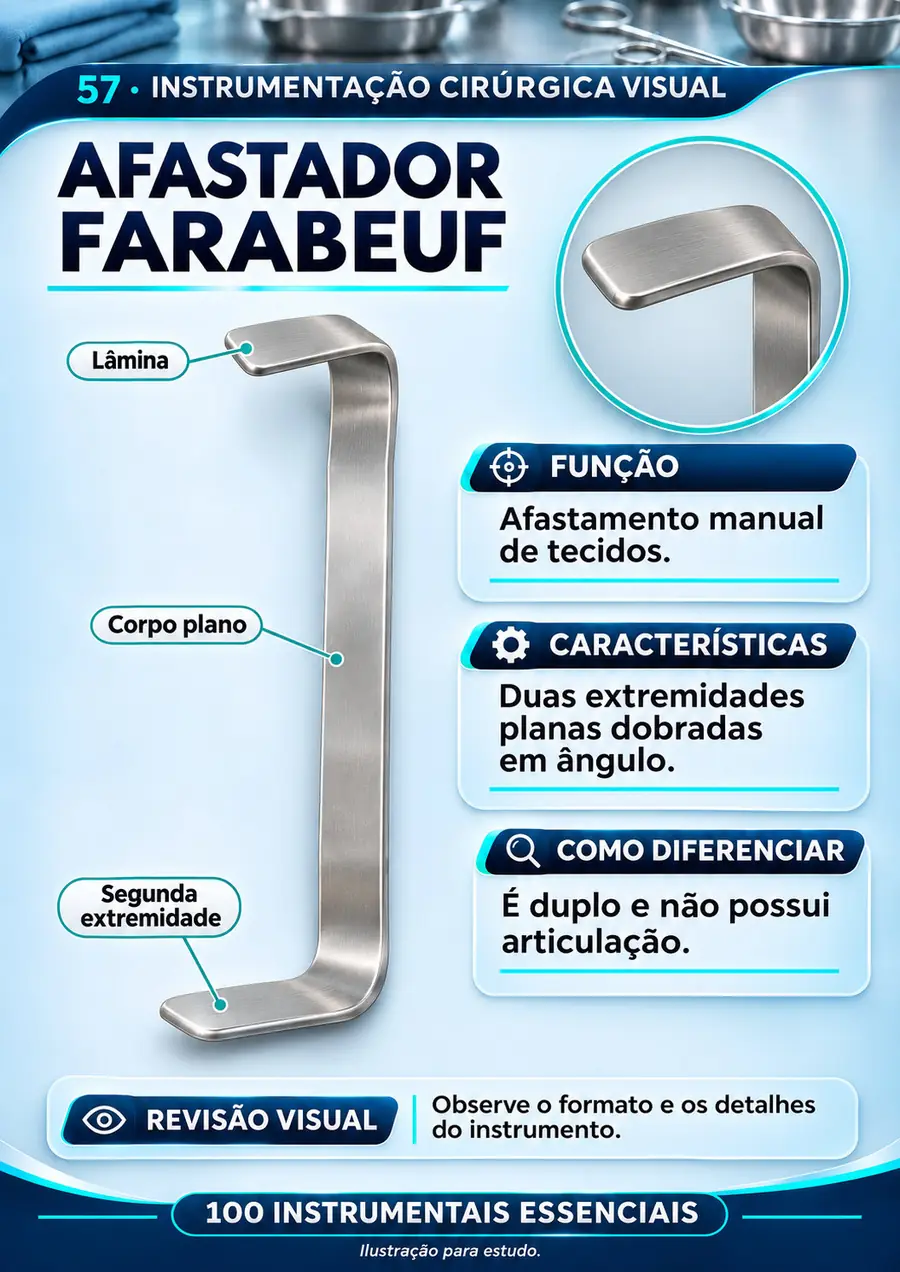 57 · INSTRUMENTAÇÃO CIRÚRGICA VISUAL
AFASTADOR
FARABEUF
Lâmina
Corpo plano
Segunda
extremidade
FUNÇÃO
Afastamento manual
de tecidos.
CARACTERÍSTICAS
Duas extremidades
planas dobradas
em ângulo.
COMO DIFERENCIAR
É duplo e não possui
articulação.
REVISÃO VISUAL
Observe o formato e os detalhes
do instrumento.
100 INSTRUMENTAIS ESSENCIAIS
Ilustração para estudo.